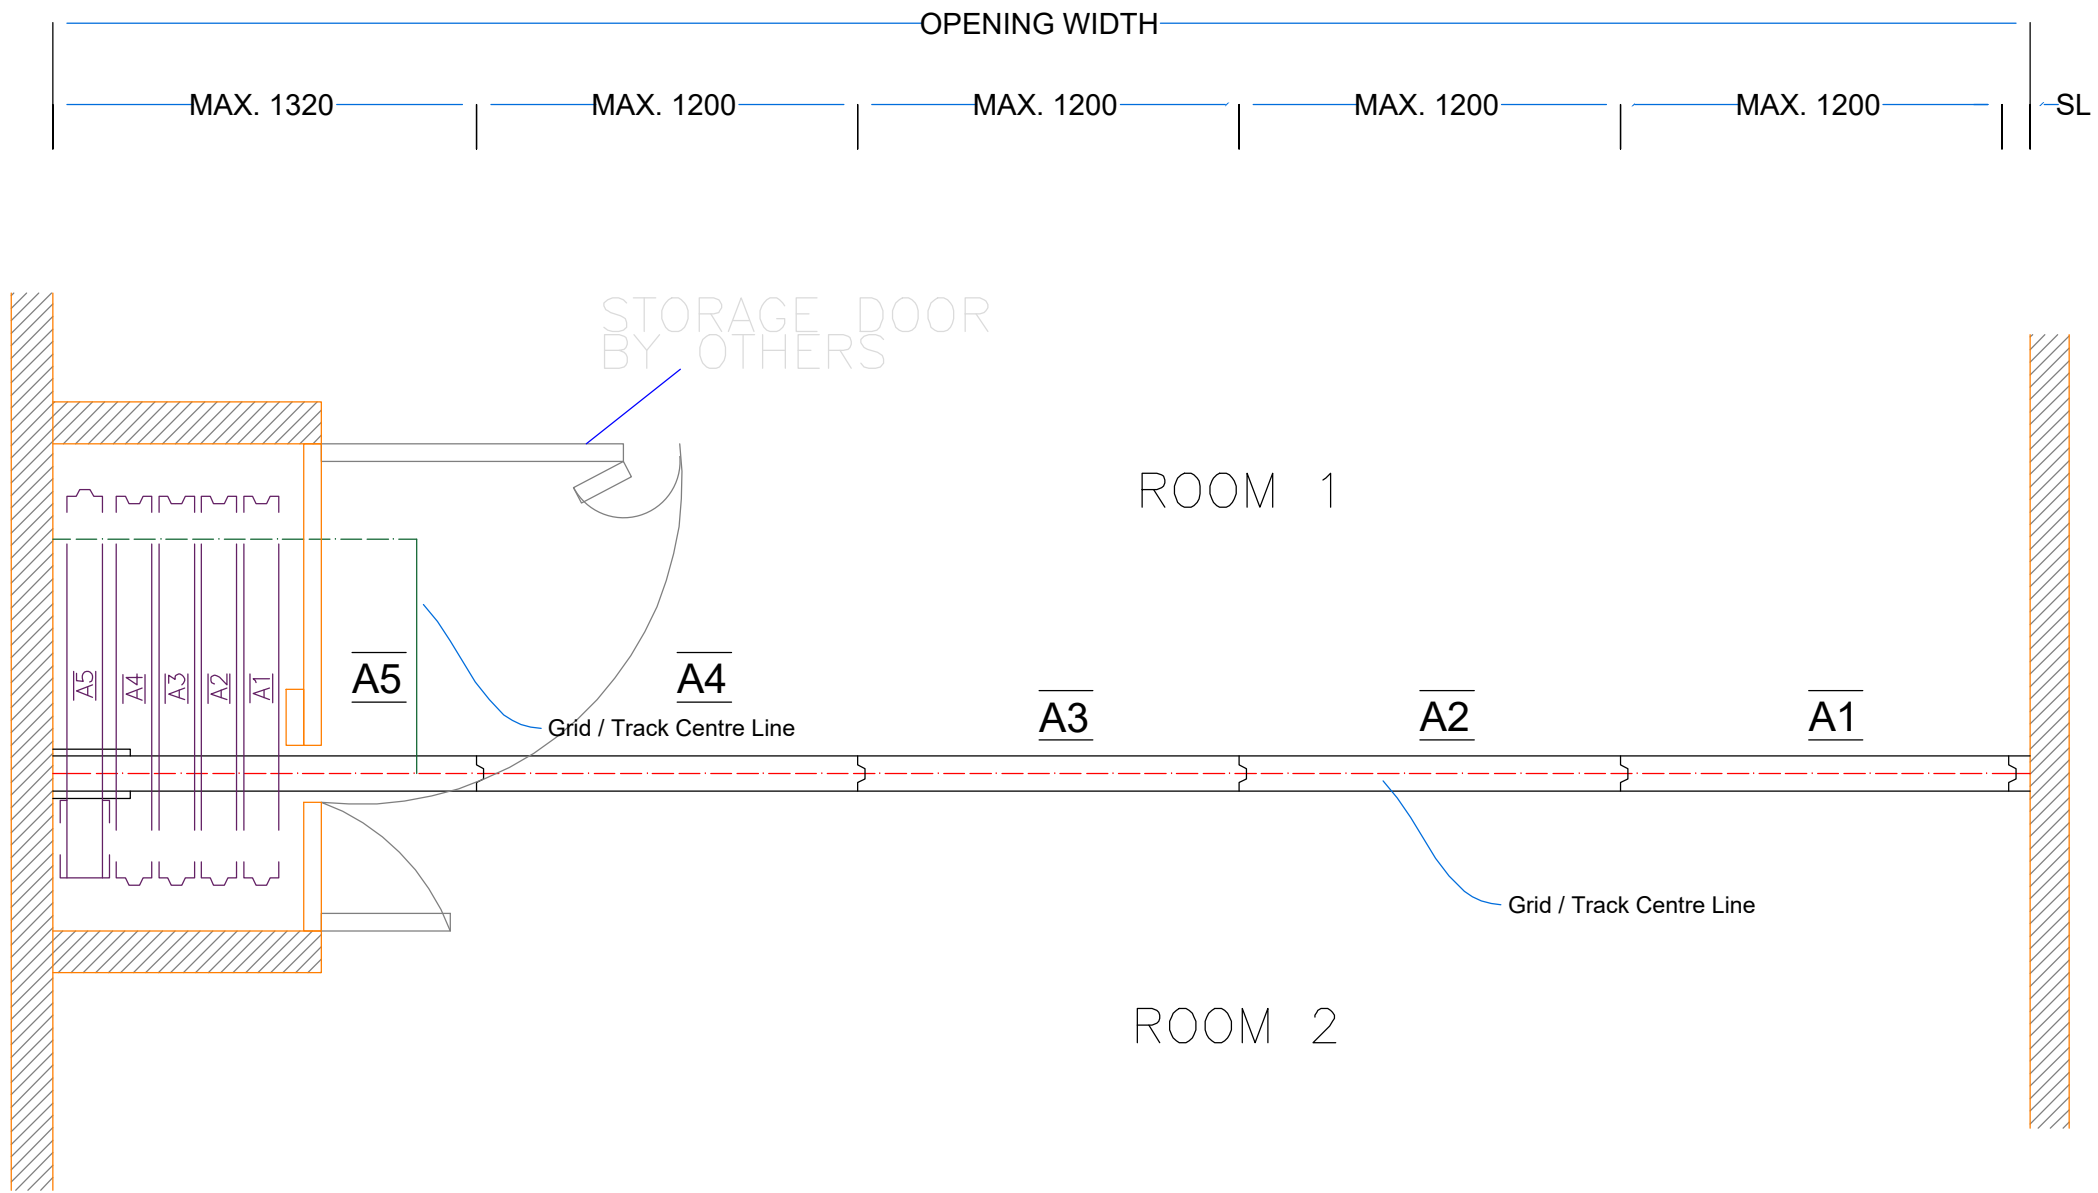 OPENING WIDTH
MAX. 1320 MAX. 1200 MAX. 1200 MAX. 1200 MAX. 1200 SL
STORAGE DOOR
BY OTHERS
ROOM 1
A5 A4 A3 A2 A1
A5 A4
A3 A2 A1
Grid / Track Centre Line
Grid / Track Centre Line
ROOM 2